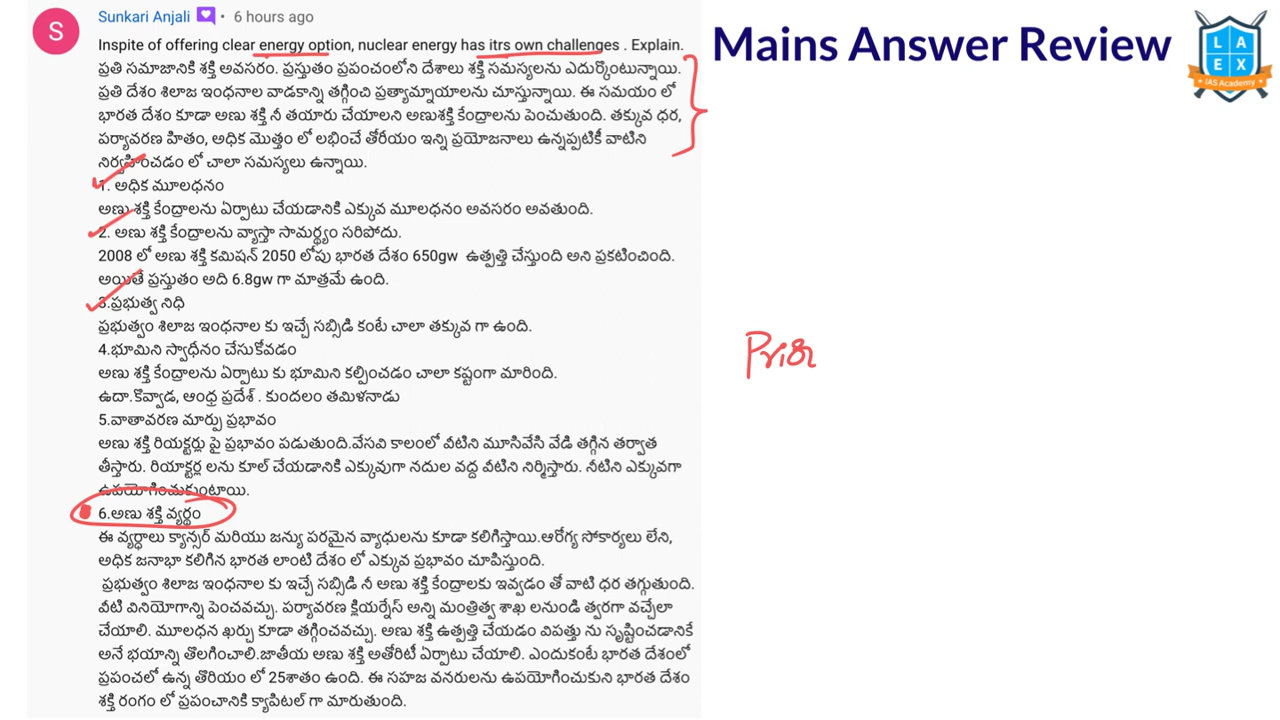 S
Sunkari Anjali • 6 hours ago
Inspite of offering clear energy option, nuclear energy has itrs own challenges . Explain.
ప్రతి సమాజానికి శక్తి అవసరం. ప్రస్తుతం ప్రపంచంలోని దేశాలు శక్తి సమస్యలను ఎదుర్కొంటున్నాయి.
ప్రతి దేశం శిలాజ ఇంధనాల వాడకాన్ని తగ్గించి ప్రత్యామ్నాయాలను చూస్తున్నాయి. ఈ సమయం లో
భారత దేశం కూడా అణు శక్తి నీ తయారు చేయాలని అణుశక్తి కేంద్రాలను పెంచుతుంది. తక్కువ ధర,
పర్యావరణ హితం, అధిక మొత్తం లో లభించే తోరియం ఇన్ని ప్రయోజనాలు ఉన్నప్పటికీ వాటిని
నిర్వహించడం లో చాలా సమస్యలు ఉన్నాయి.
1. అధిక మూలధనం
అణు శక్తి కేంద్రాలను ఏర్పాటు చేయడానికి ఎక్కువ మూలధనం అవసరం అవతుంది.
2. అణు శక్తి కేంద్రాలను వ్యాస్తా సామర్థ్యం సరిపోదు.
2008 లో అణు శక్తి కమిషన్ 2050 లోపు భారత దేశం 650gw ఉత్పత్తి చేస్తుంది అని ప్రకటించింది.
అయితే ప్రస్తుతం అది 6.8gw గా మాత్రమే ఉంది.
3.ప్రభుత్వ నిధి
ప్రభుత్వం శిలాజ ఇంధనాల కు ఇచ్చే సబ్సిడి కంటే చాలా తక్కువ గా ఉంది.
4.భూమిని స్వాధీనం చేసుకోవడం
అణు శక్తి కేంద్రాలను ఏర్పాటు కు భూమిని కల్పించడం చాలా కష్టంగా మారింది.
ఉదా.కొవ్వాడ, ఆంధ్ర ప్రదేశ్ . కుందలం తమిళనాడు
5.వాతావరణ మార్పు ప్రభావం
అణు శక్తి రియక్టర్లు పై ప్రభావం పడుతుంది.వేసవి కాలంలో వీటిని మూసివేసి వేడి తగ్గిన తర్వాత
తీస్తారు. రియాక్టర్ల లను కూల్ చేయడానికి ఎక్కువుగా నదుల వద్ద వీటిని నిర్మిస్తారు. నీటిని ఎక్కువగా
ఉపయోగించుకుంటాయి.
6.అణు శక్తి వ్యర్థం
ఈ వ్యర్ధాలు క్యాన్సర్ మరియు జన్యు పరమైన వ్యాధులను కూడా కలిగిస్తాయి.ఆరోగ్య సోకార్యలు లేని,
అధిక జనాభా కలిగిన భారత లాంటి దేశం లో ఎక్కువ ప్రభావం చూపిస్తుంది.
ప్రభుత్వం శిలాజ ఇంధనాల కు ఇచ్చే సబ్సిడి నీ అణు శక్తి కేంద్రాలకు ఇవ్వడం తో వాటి ధర తగ్గుతుంది.
వీటి వినియోగాన్ని పెంచవచ్చు. పర్యావరణ క్లియర్నేస్ అన్ని మంత్రిత్వ శాఖ లనుండి త్వరగా వచ్చేలా
చేయాలి. మూలధన ఖర్చు కూడా తగ్గించవచ్చు. అణు శక్తి ఉత్పత్తి చేయడం విపత్తు ను సృష్టించడానికే
అనే భయాన్ని తొలగించాలి.జాతీయ అణు శక్తి అతోరిటీ ఏర్పాటు చేయాలి. ఎందుకంటే భారత దేశంలో
ప్రపంచలో ఉన్న తొరియం లో 25శాతం ఉంది. ఈ సహజ వనరులను ఉపయోగించుకుని భారత దేశం
శక్తి రంగం లో ప్రపంచానికి క్యాపిటల్ గా మారుతుంది.
Mains Answer Review
L A
E X
IAS Academy